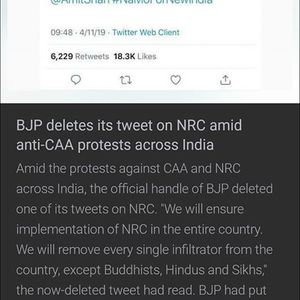 @AmitShah #NaMoForNewIndia
09:48 · 4/11/19 · Twitter Web Client
6,229 Retweets 18.3K Likes
BJP deletes its tweet on NRC amid
anti-CAA protests across India
Amid the protests against CAA and NRC
across India, the official handle of BJP deleted
one of its tweets on NRC. "We will ensure
implementation of NRC in the entire country.
We will remove every single infiltrator from the
country, except Buddhists, Hindus and Sikhs,"
the now-deleted tweet had read. BJP had put